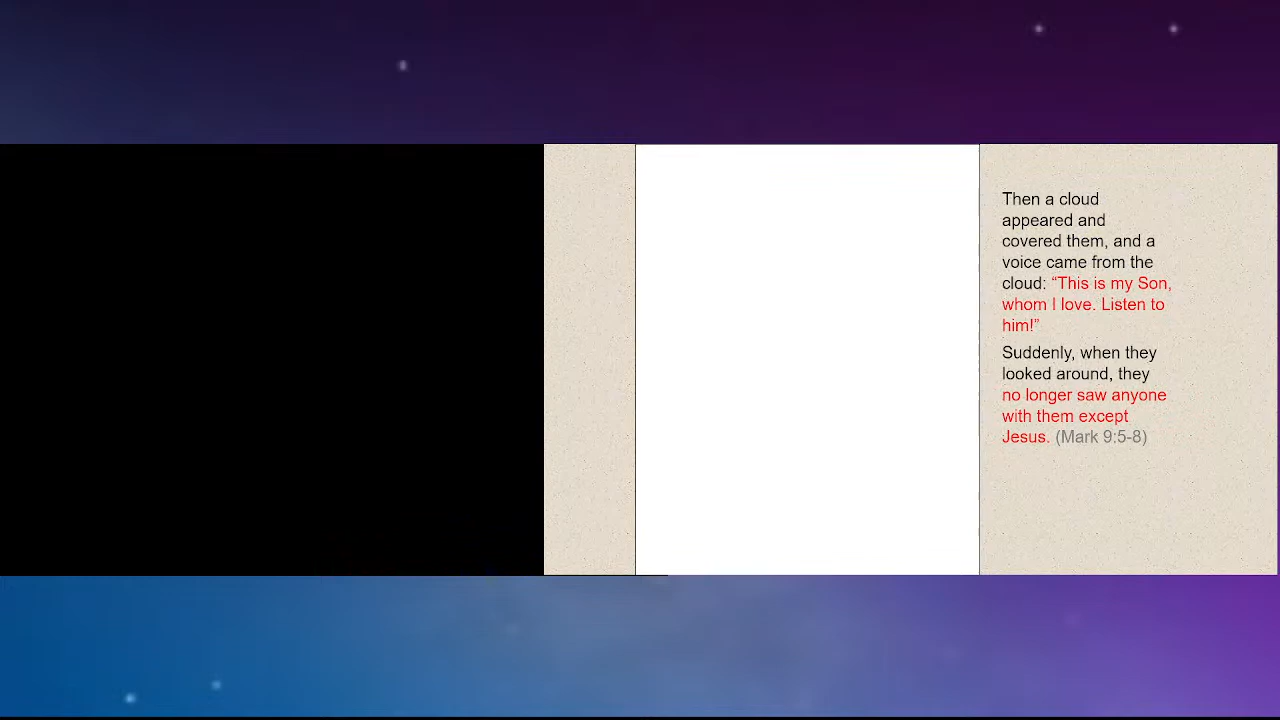 Then a cloud
appeared and
covered them, and a
voice came from the
cloud: “This is my Son,
whom I love. Listen to
him!”
Suddenly, when they
looked around, they
no longer saw anyone
with them except
Jesus. (Mark 9:5-8)